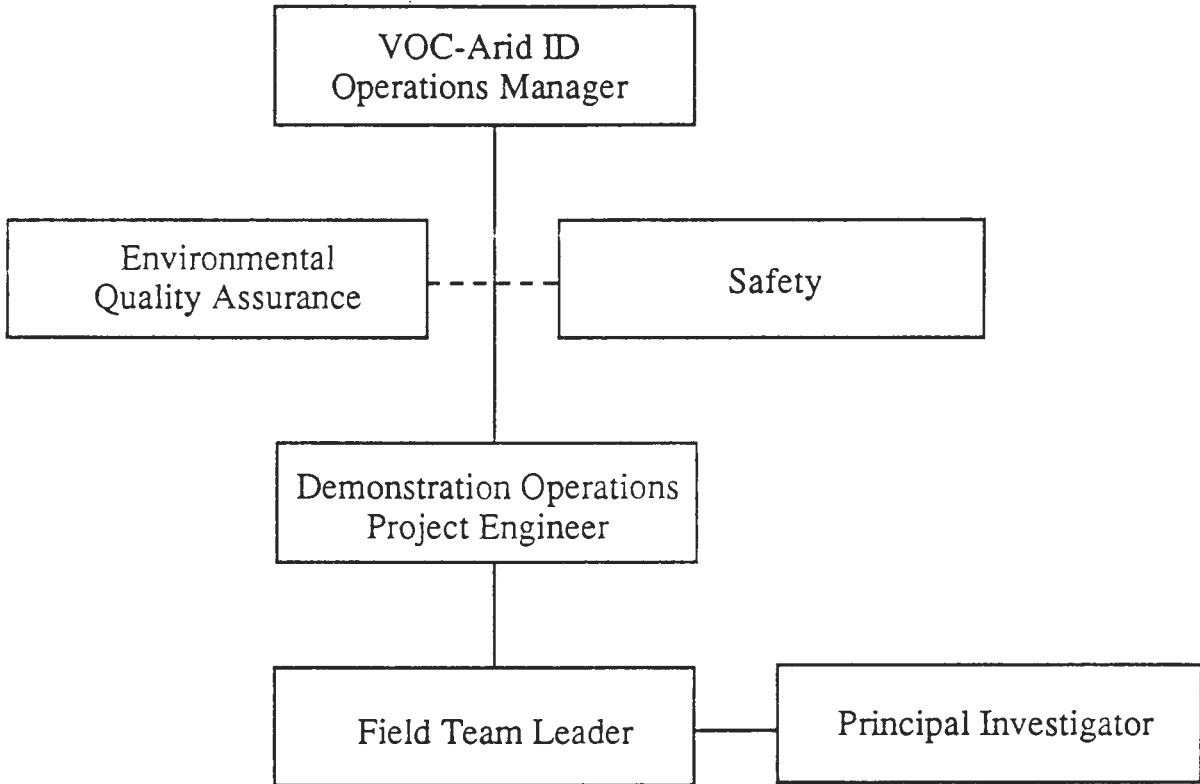 VOC-Arid ID
Operations Manager
Environmental
Quality Assurance
Safety
Demonstration Operations
Project Engineer
Field Team Leader
Principal Investigator